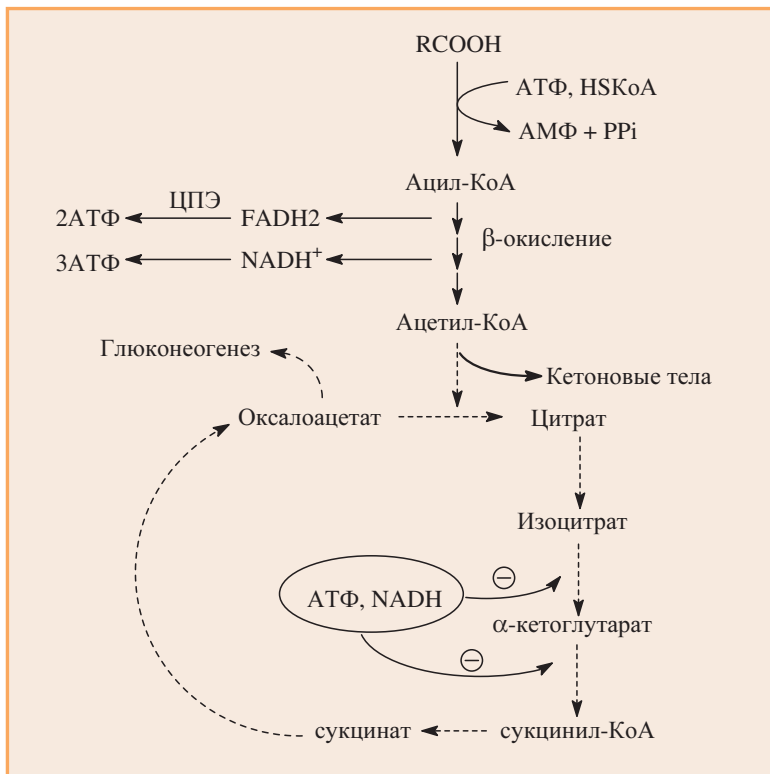 RCOOH
АТФ, HSKoA
АМФ + PPi
Ацил-КоА
2АТФ
ЦПЭ
FADH2
β-окисление
3АТФ
NADH⁺
Ацетил-КоА
Глюконеогенез
Кетоновые тела
Оксалоацетат
Цитрат
Изоцитрат
АТФ, NADH
−
α-кетоглутарат
−
сукцинат
сукцинил-КоА